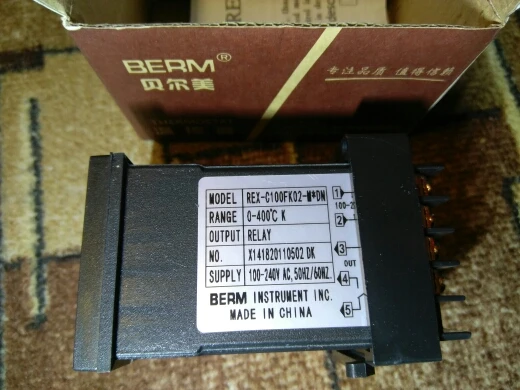 BERM®
贝尔美
专注品质 值得信赖
MODEL REX-C100FK02-M*DN
RANGE 0-400℃ K
OUTPUT RELAY
NO. X141820110502 DK
SUPPLY 100-240V AC, 50HZ/60HZ
BERM INSTRUMENT INC.
MADE IN CHINA
1
2
3
OUT
4
5